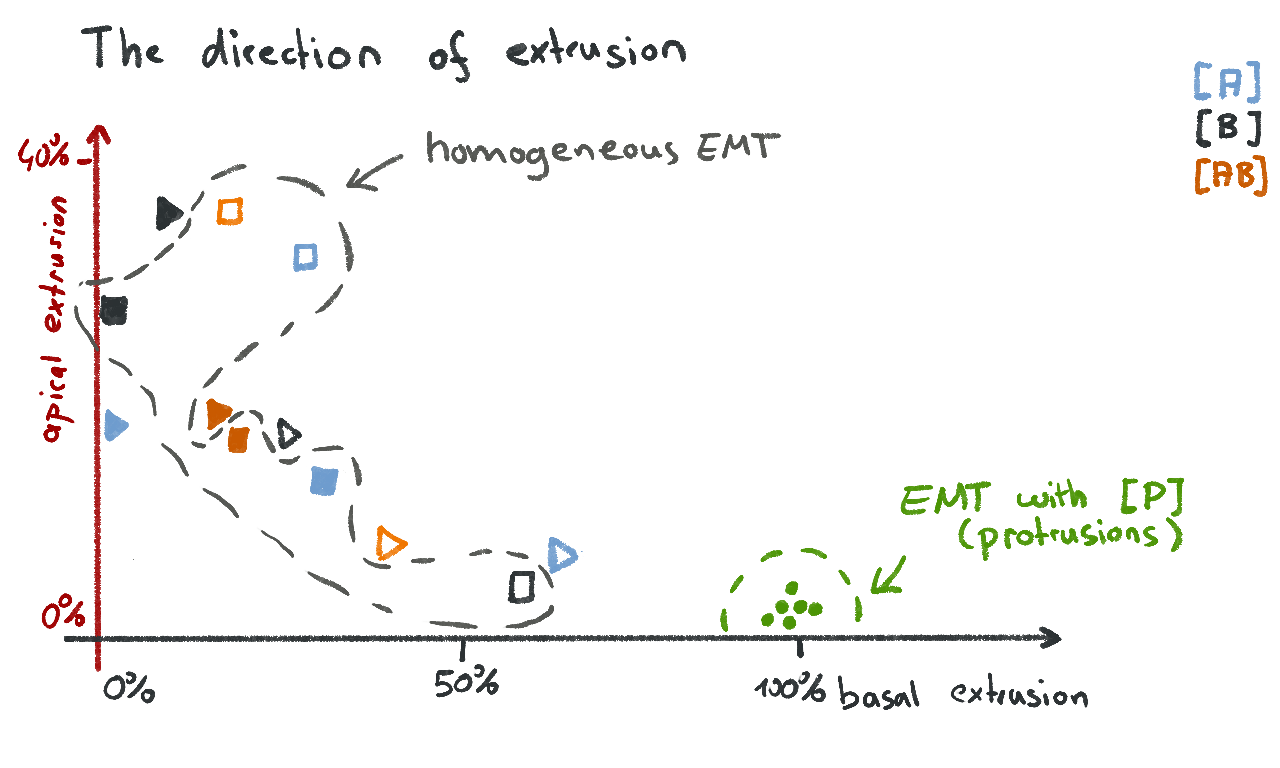 The direction of extrusion
[A]
[B]
[AB]
homogeneous EMT
40%
apical extrusion
0%
EMT with [P]
(protrusions)
0%
50%
100%
basal extrusion